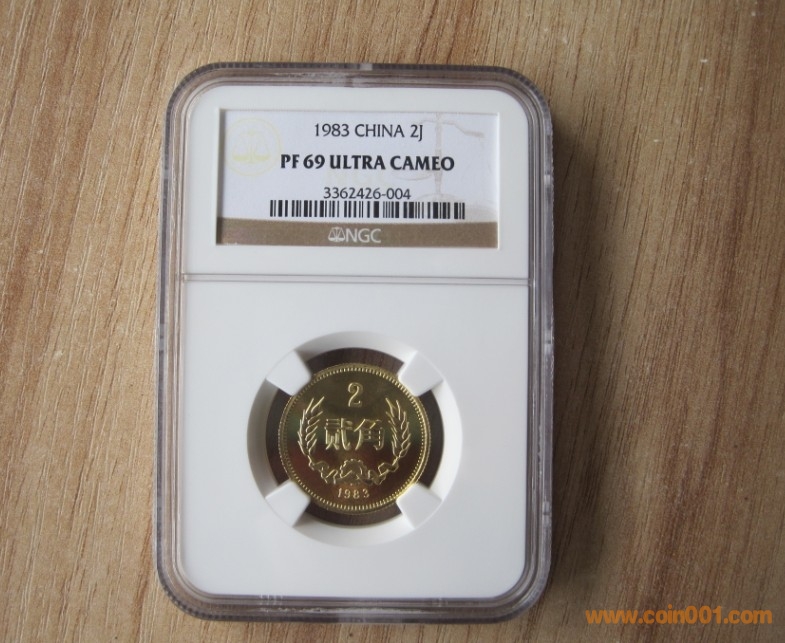 1983 CHINA 2J
PF 69 ULTRA CAMEO
3362426-004
NGC
2
贰角
1983
www.coin001.com